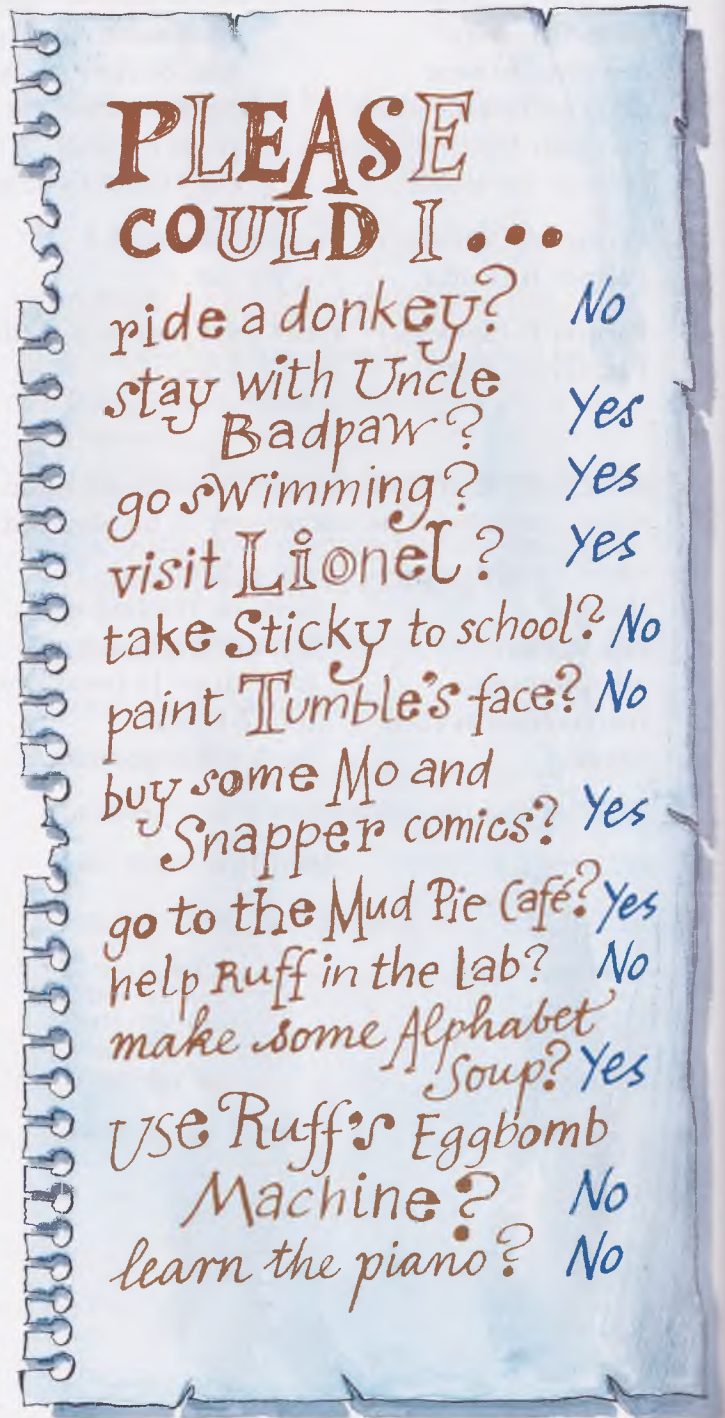 PLEASE
COULD I...
ride a donkey? No
stay with Uncle
Badpaw? Yes
go swimming? Yes
visit Lionel? Yes
take Sticky to school? No
paint Tumble's face? No
buy some Mo and
Snapper comics? Yes
go to the Mud Pie Café? Yes
help Ruff in the Lab? No
make some Alphabet
Soup? Yes
Use Ruff's Eggbomb
Machine? No
learn the piano? No